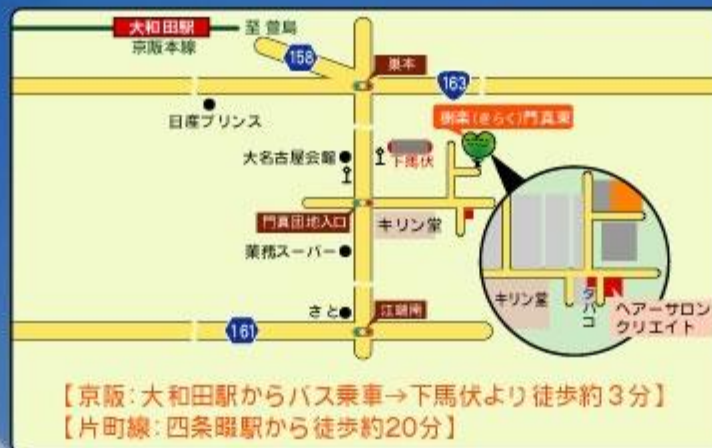 大和田駅
至 萱島
京阪本線
158
巣本
163
日産プリンス
樹楽(きらく)門真東
大名古屋会館
下馬伏
門真団地入口
キリン堂
業務スーパー
さと
江端南
161
キリン堂
タバコ
ヘアーサロン
クリエイト
【京阪:大和田駅からバス乗車→下馬伏より徒歩約3分】
【片町線:四条畷駅から徒歩約20分】